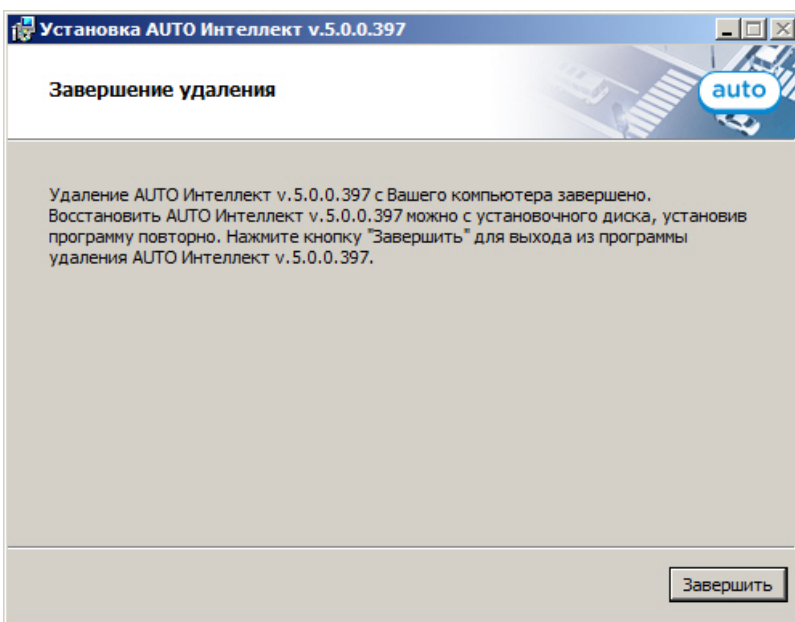 Установка AUTO Интеллект v.5.0.0.397
Завершение удаления
auto
Удаление AUTO Интеллект v.5.0.0.397 с Вашего компьютера завершено.
Восстановить AUTO Интеллект v.5.0.0.397 можно с установочного диска, установив
программу повторно. Нажмите кнопку "Завершить" для выхода из программы
удаления AUTO Интеллект v.5.0.0.397.
Завершить